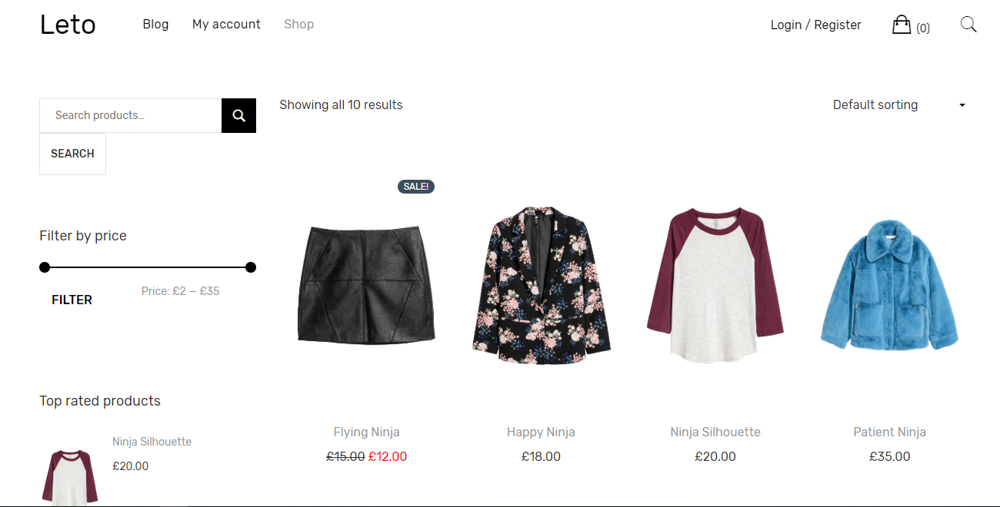 Leto
Blog
My account
Shop
Login / Register
(0)
Search products…
SEARCH
Showing all 10 results
Default sorting
Filter by price
FILTER
Price: £2 — £35
Top rated products
Ninja Silhouette
£20.00
SALE!
Flying Ninja
£15.00 £12.00
Happy Ninja
£18.00
Ninja Silhouette
£20.00
Patient Ninja
£35.00